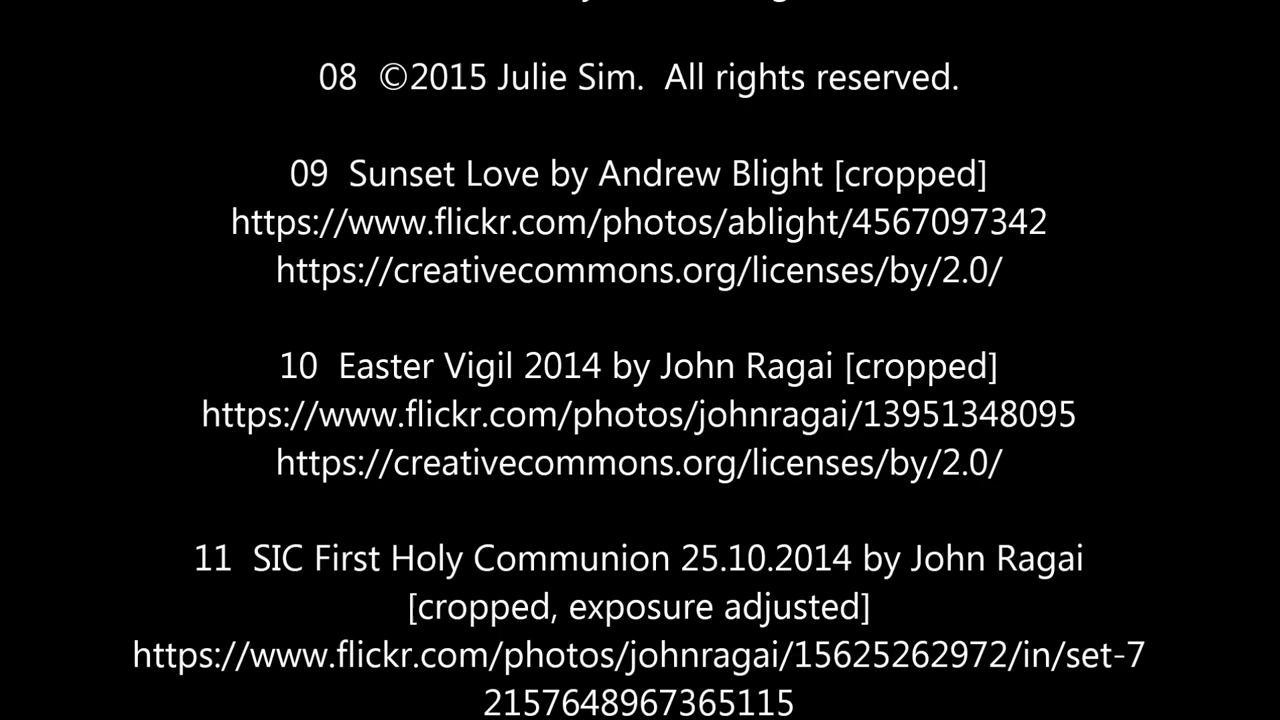 08  ©2015 Julie Sim.  All rights reserved.
09  Sunset Love by Andrew Blight [cropped]
https://www.flickr.com/photos/ablight/4567097342
https://creativecommons.org/licenses/by/2.0/
10  Easter Vigil 2014 by John Ragai [cropped]
https://www.flickr.com/photos/johnragai/13951348095
https://creativecommons.org/licenses/by/2.0/
11  SIC First Holy Communion 25.10.2014 by John Ragai
[cropped, exposure adjusted]
https://www.flickr.com/photos/johnragai/15625262972/in/set-7
2157648967365115